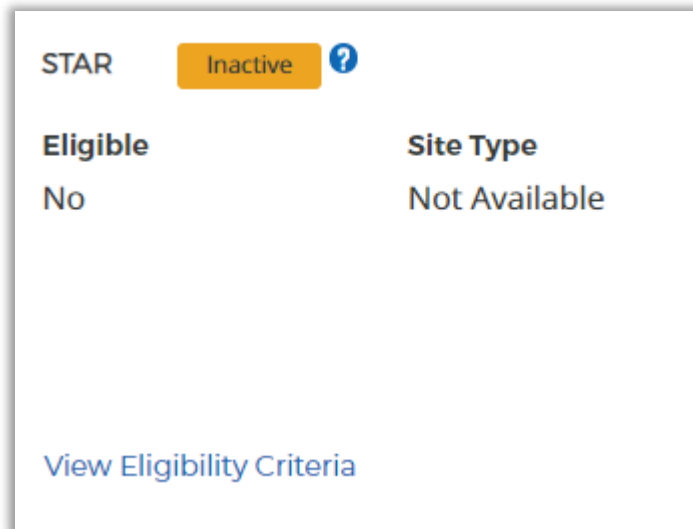 STAR Inactive ?
Eligible Site Type
No Not Available
View Eligibility Criteria